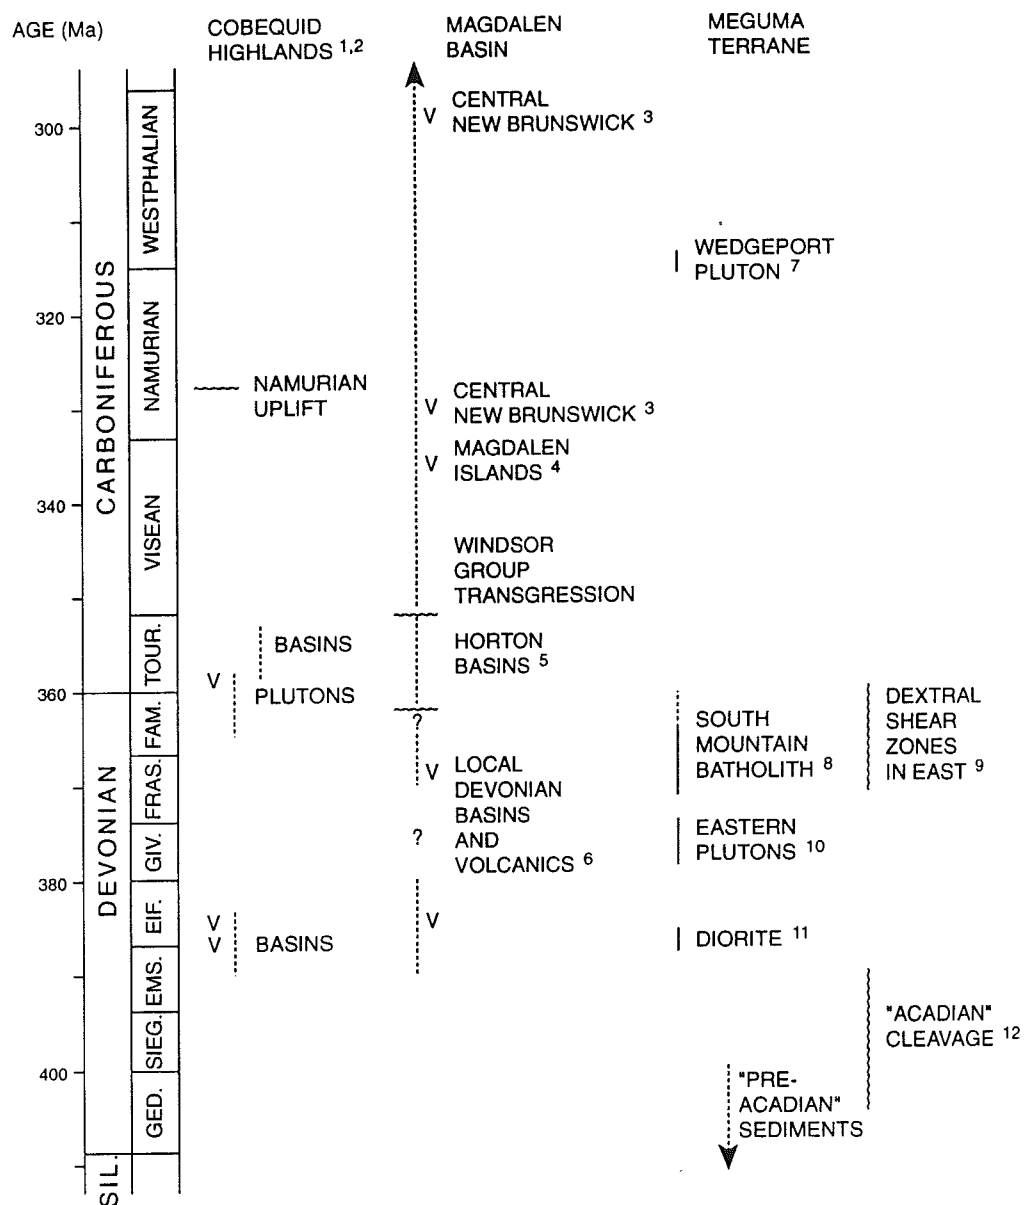 AGE (Ma)
COBEQUID
HIGHLANDS 1,2
MAGDALEN
BASIN
MEGUMA
TERRANE
300
320
340
360
380
400
CARBONIFEROUS
DEVONIAN
SIL.
WESTPHALIAN
NAMURIAN
VISEAN
TOUR.
FAM.
FRAS.
GIV.
EIF.
EMS.
SIEG.
GED.
NAMURIAN
UPLIFT
BASINS
V
PLUTONS
V
V
BASINS
V
CENTRAL
NEW BRUNSWICK 3
V
CENTRAL
NEW BRUNSWICK 3
V
MAGDALEN
ISLANDS 4
WINDSOR
GROUP
TRANSGRESSION
HORTON
BASINS 5
?
V
LOCAL
DEVONIAN
BASINS
AND
VOLCANICS 6
?
V
WEDGEPORT
PLUTON 7
SOUTH
MOUNTAIN
BATHOLITH 8
EASTERN
PLUTONS 10
DIORITE 11
"PRE-
ACADIAN"
SEDIMENTS
DEXTRAL
SHEAR
ZONES
IN EAST 9
"ACADIAN"
CLEAVAGE 12